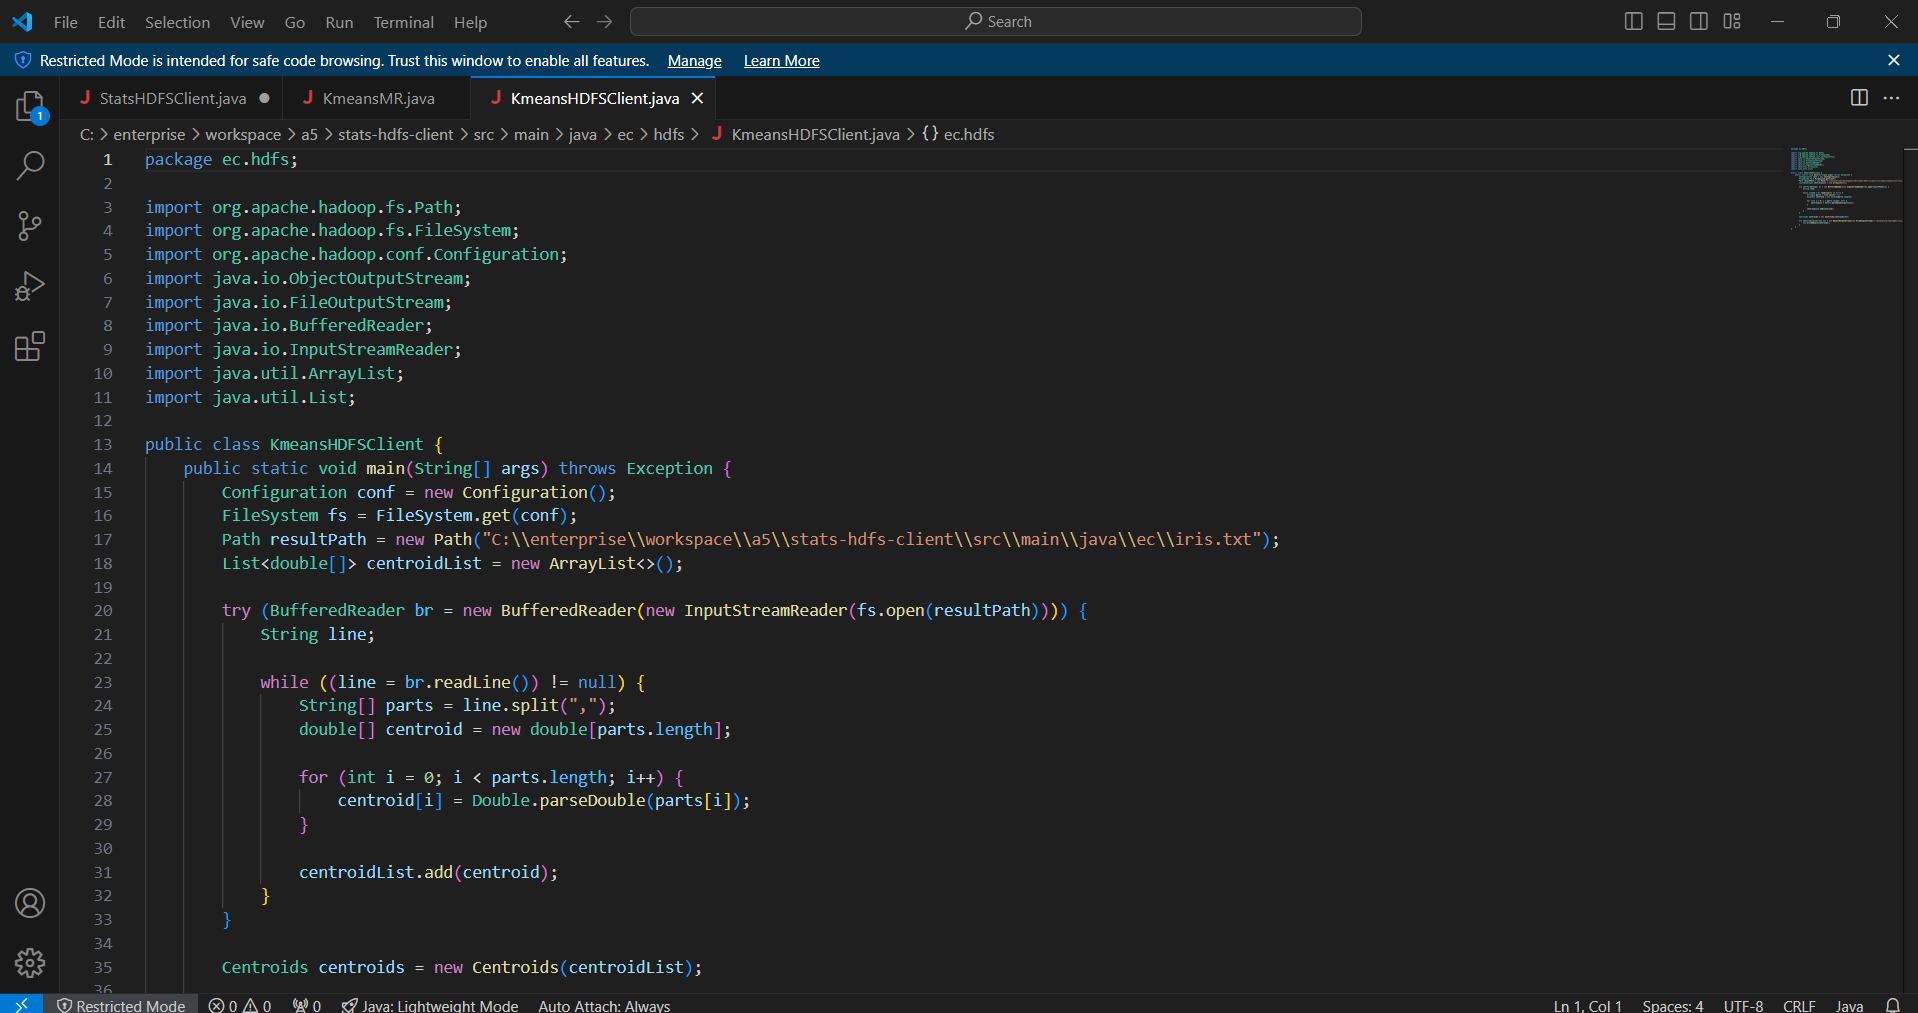 File Edit Selection View Go Run Terminal Help Search
Restricted Mode is intended for safe code browsing. Trust this window to enable all features. Manage Learn More
1 J StatsHDFSClient.java J KmeansMR.java J KmeansHDFSClient.java
C: > enterprise > workspace > a5 > stats-hdfs-client > src > main > java > ec > hdfs > J KmeansHDFSClient.java > {} ec.hdfs
1 package ec.hdfs;
2
3 import org.apache.hadoop.fs.Path;
4 import org.apache.hadoop.fs.FileSystem;
5 import org.apache.hadoop.conf.Configuration;
6 import java.io.ObjectOutputStream;
7 import java.io.FileOutputStream;
8 import java.io.BufferedReader;
9 import java.io.InputStreamReader;
10 import java.util.ArrayList;
11 import java.util.List;
12
13 public class KmeansHDFSClient {
14     public static void main(String[] args) throws Exception {
15         Configuration conf = new Configuration();
16         FileSystem fs = FileSystem.get(conf);
17         Path resultPath = new Path("C:\\enterprise\\workspace\\a5\\stats-hdfs-client\\src\\main\\java\\ec\\iris.txt");
18         List<double[]> centroidList = new ArrayList<>();
19
20         try (BufferedReader br = new BufferedReader(new InputStreamReader(fs.open(resultPath)))) {
21             String line;
22
23             while ((line = br.readLine()) != null) {
24                 String[] parts = line.split(",");
25                 double[] centroid = new double[parts.length];
26
27                 for (int i = 0; i < parts.length; i++) {
28                     centroid[i] = Double.parseDouble(parts[i]);
29                 }
30
31                 centroidList.add(centroid);
32             }
33         }
34
35         Centroids centroids = new Centroids(centroidList);
36
Restricted Mode 0 0 0 Java: Lightweight Mode Auto Attach: Always Ln 1, Col 1 Spaces: 4 UTF-8 CRLF Java